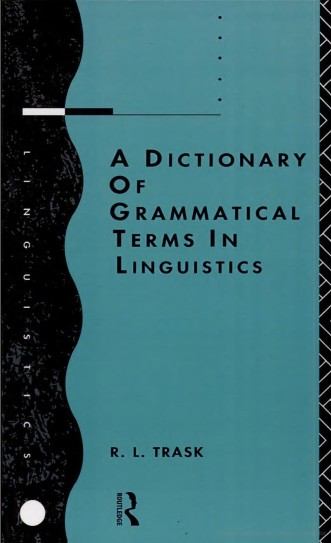 A DICTIONARY
OF
GRAMMATICAL
TERMS IN
LINGUISTICS
R. L. TRASK
LINGUISTICS
ROUTLEDGE